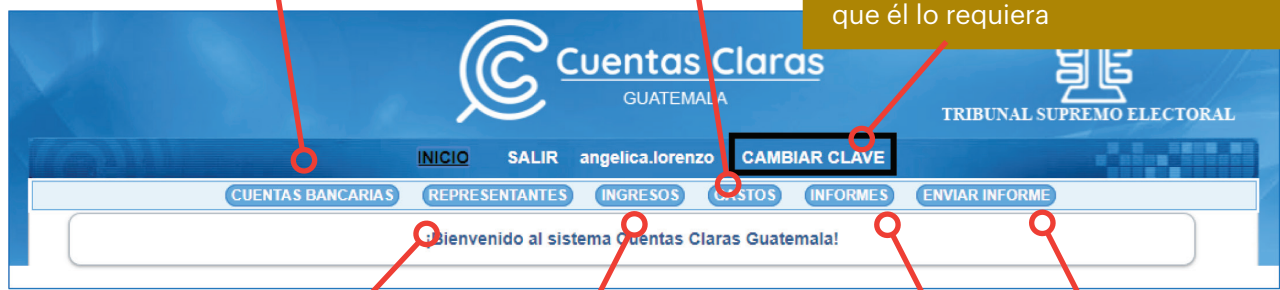 que él lo requiera
Cuentas Claras
GUATEMALA
TRIBUNAL SUPREMO ELECTORAL
INICIO SALIR angelica.lorenzo CAMBIAR CLAVE
CUENTAS BANCARIAS REPRESENTANTES INGRESOS GASTOS INFORMES ENVIAR INFORME
¡Bienvenido al sistema Cuentas Claras Guatemala!